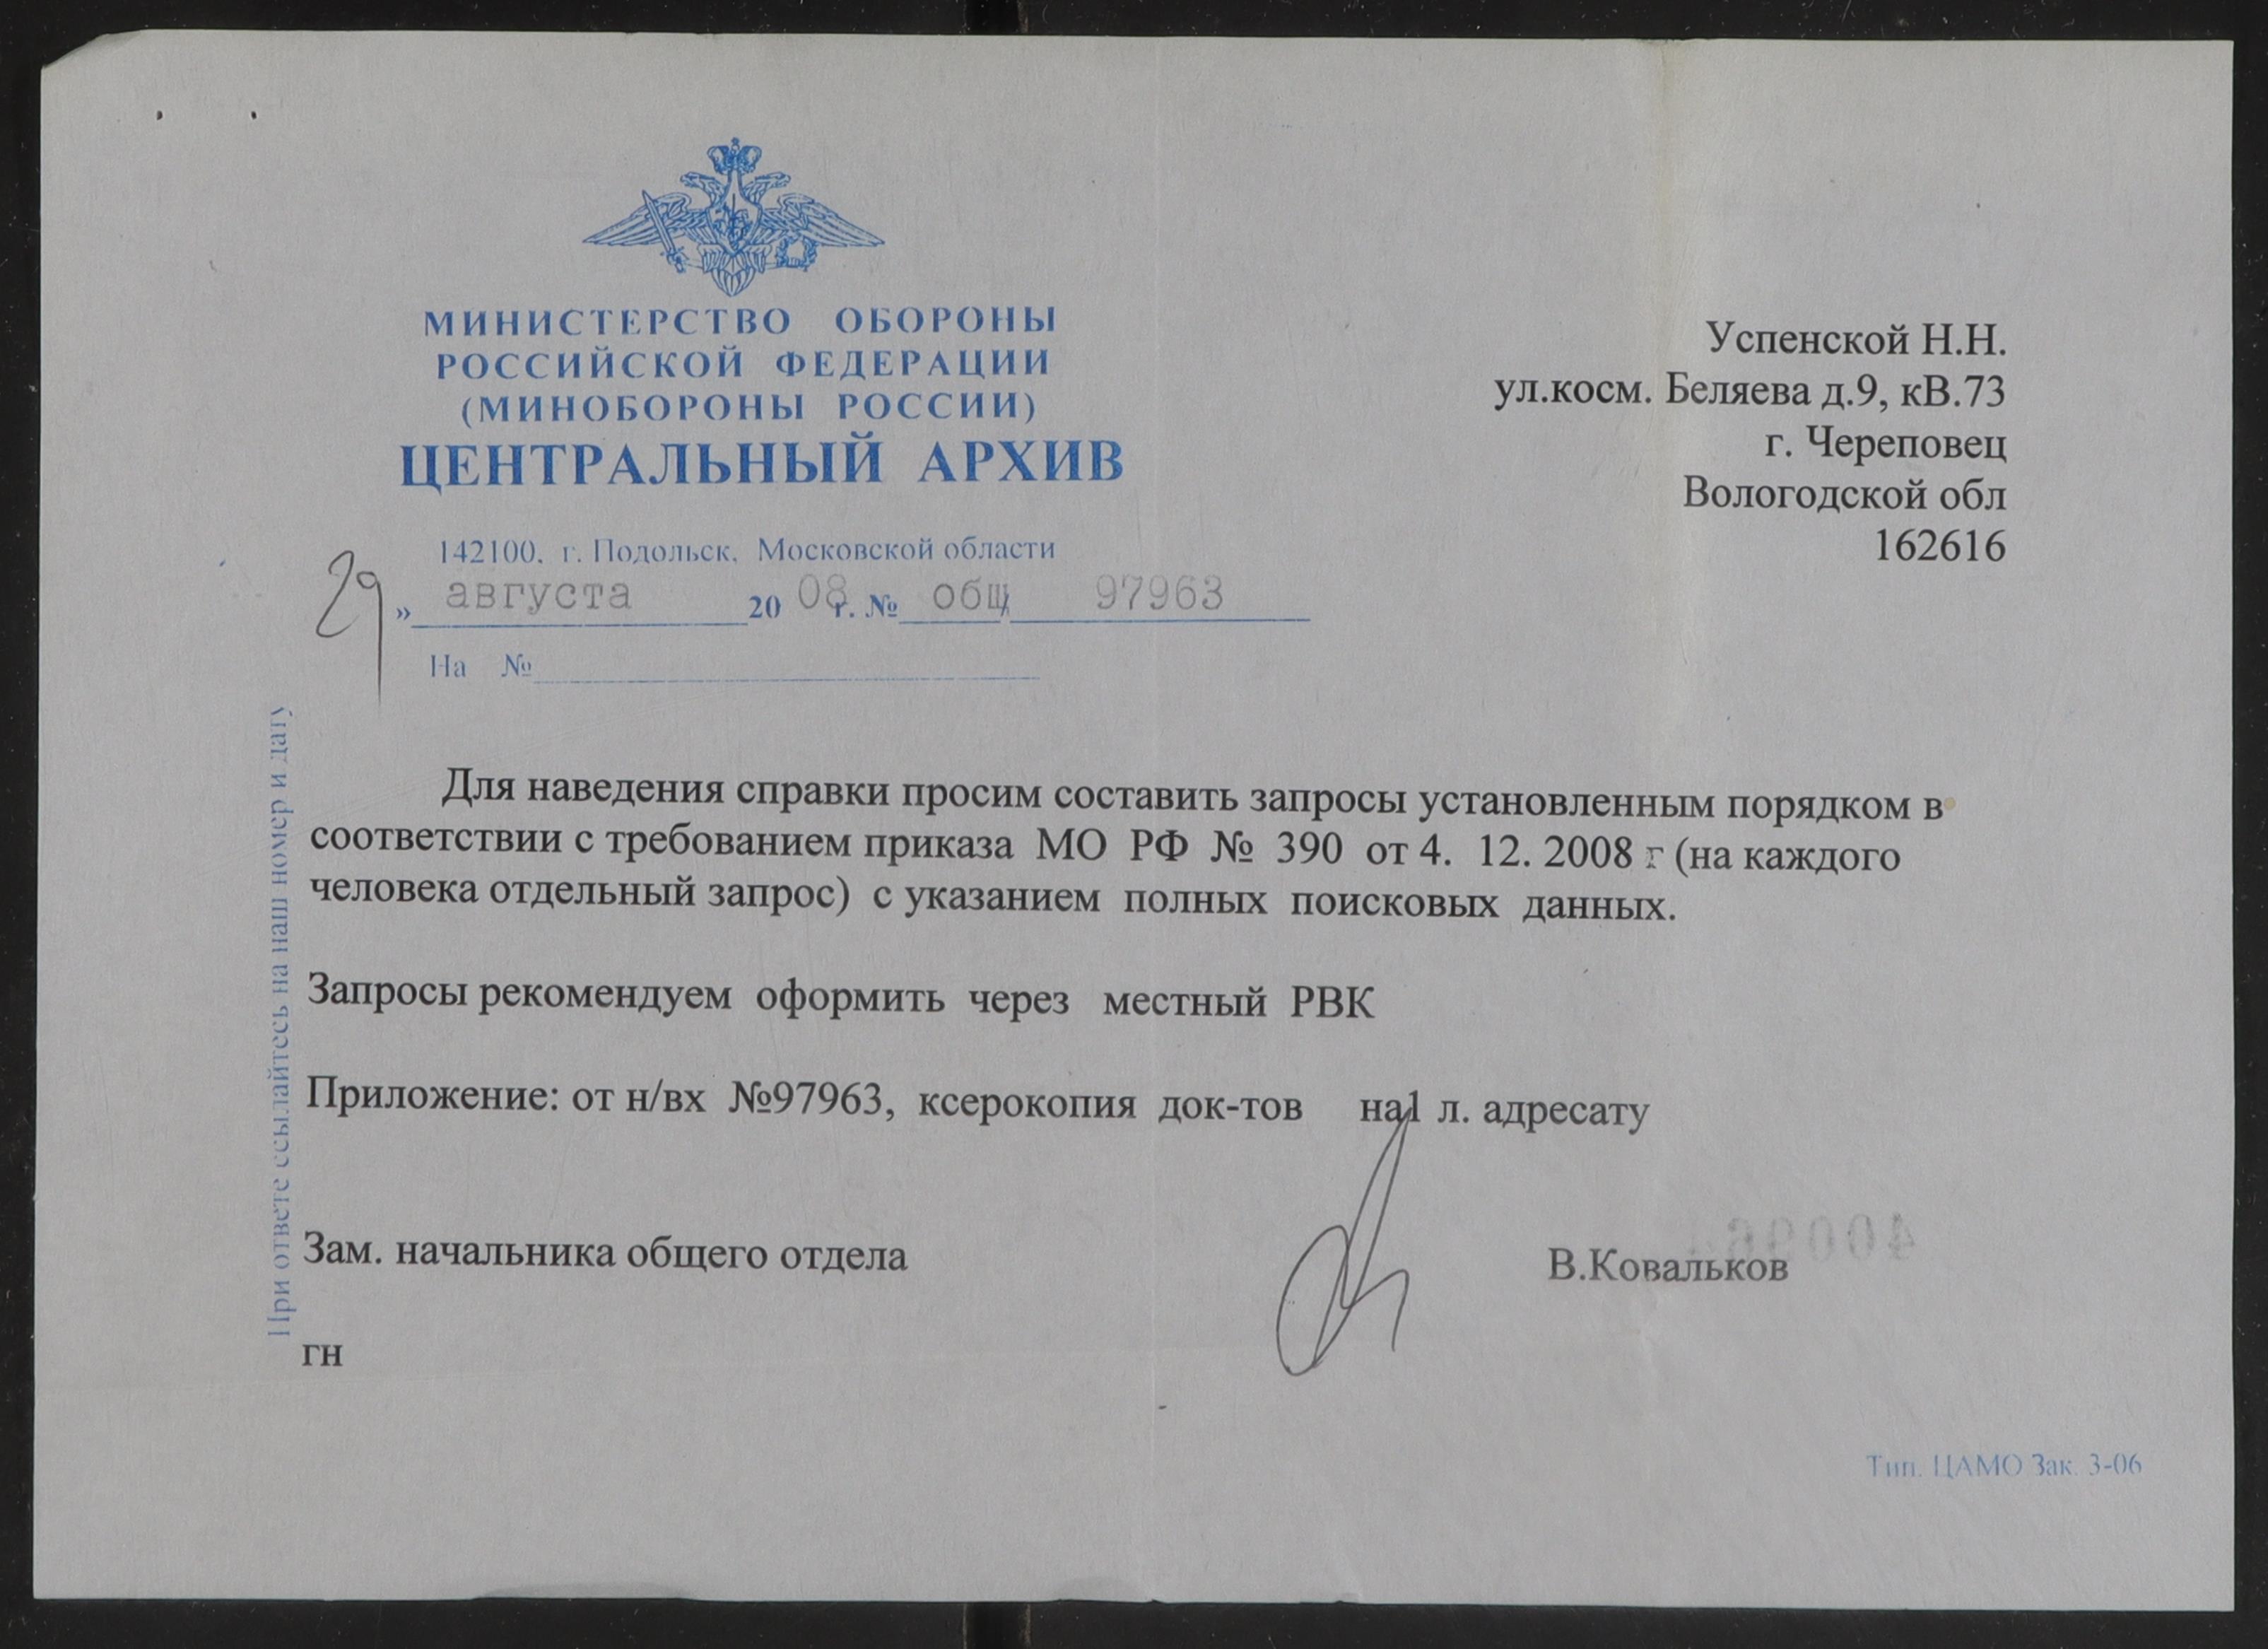 МИНИСТЕРСТВО ОБОРОНЫ
РОССИЙСКОЙ ФЕДЕРАЦИИ
(МИНОБОРОНЫ РОССИИ)
ЦЕНТРАЛЬНЫЙ АРХИВ
142100, г. Подольск, Московской области
29 » августа 20 08 г. № общ/ 97963
На №
Успенской Н.Н.
ул.косм. Беляева д.9, кВ.73
г. Череповец
Вологодской обл
162616
При ответе ссылайтесь на наш номер и дату
Для наведения справки просим составить запросы установленным порядком в
соответствии с требованием приказа МО РФ № 390 от 4. 12. 2008 г (на каждого
человека отдельный запрос) с указанием полных поисковых данных.
Запросы рекомендуем оформить через местный РВК
Приложение: от н/вх №97963, ксерокопия док-тов на1 л. адресату
Зам. начальника общего отдела В.Ковальков
гн
Тип. ЦАМО Зак. 3-06